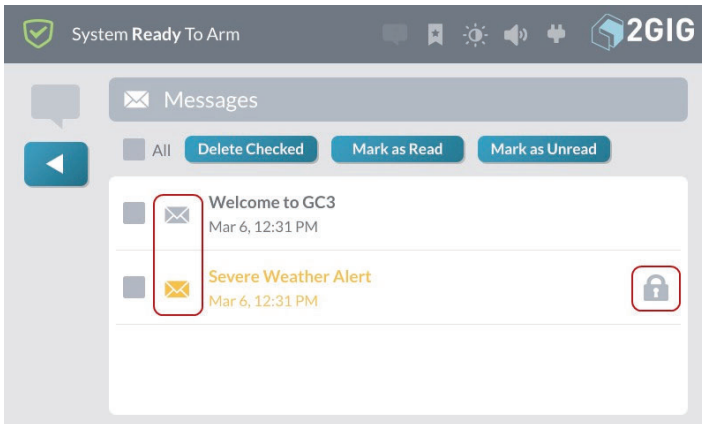 System Ready To Arm
2GIG
Messages
All Delete Checked Mark as Read Mark as Unread
Welcome to GC3
Mar 6, 12:31 PM
Severe Weather Alert
Mar 6, 12:31 PM